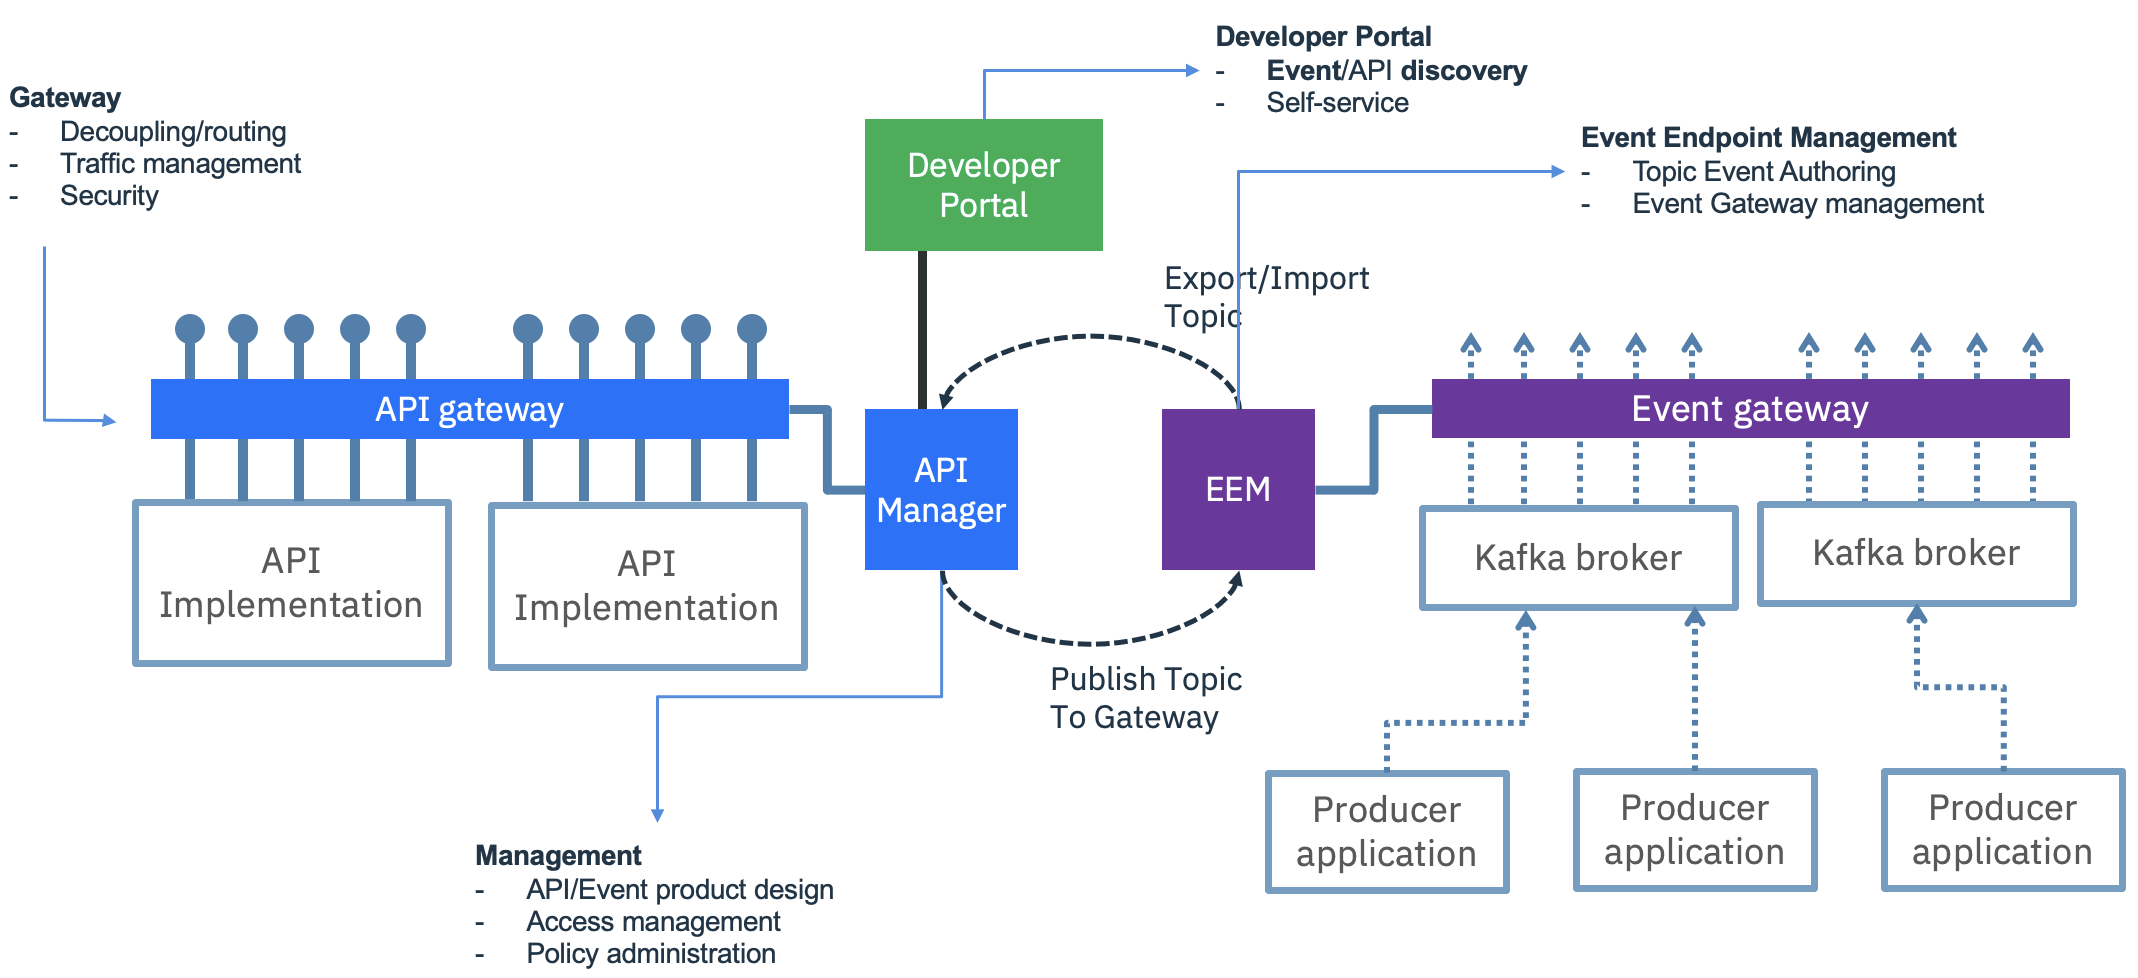 Developer Portal
- Event/API discovery
- Self-service
Gateway
- Decoupling/routing
- Traffic management
- Security
Event Endpoint Management
- Topic Event Authoring
- Event Gateway management
Developer
Portal
Export/Import
Topic
API gateway
API
Manager
EEM
Event gateway
API
Implementation
API
Implementation
Kafka broker
Kafka broker
Publish Topic
To Gateway
Producer
application
Producer
application
Producer
application
Management
- API/Event product design
- Access management
- Policy administration